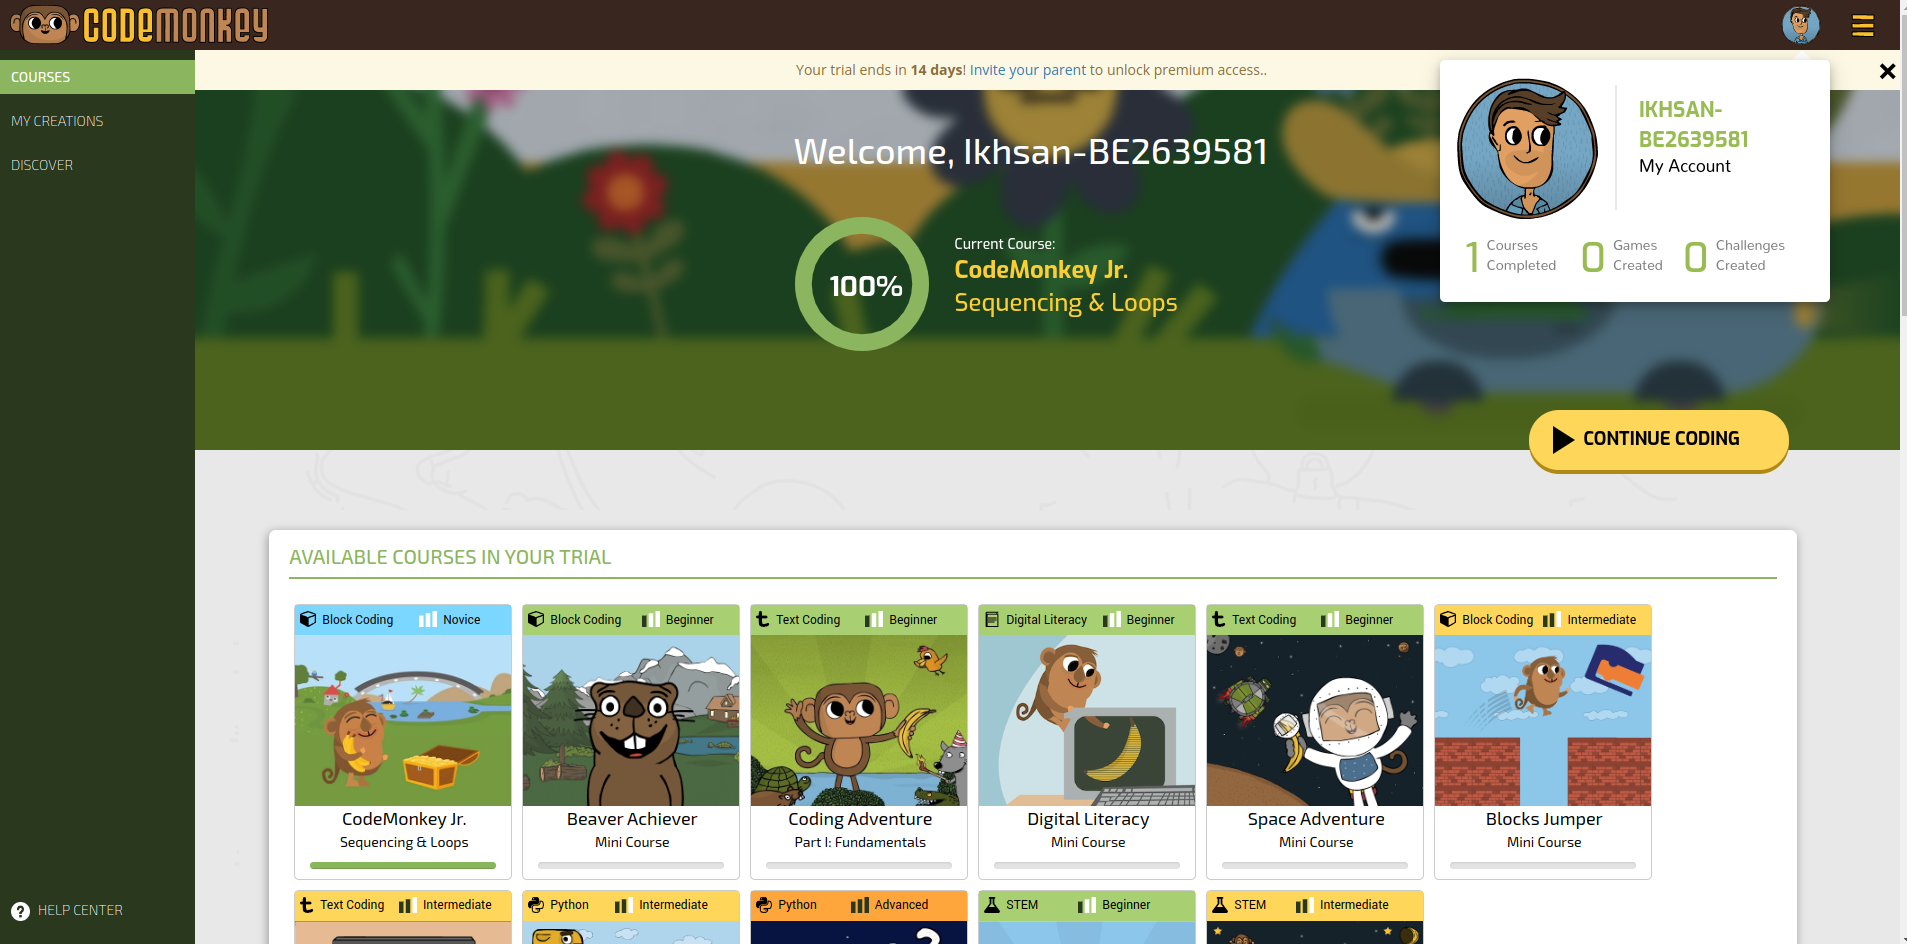 CODEMONKEY
COURSES
MY CREATIONS
DISCOVER
HELP CENTER
Your trial ends in 14 days! Invite your parent to unlock premium access..
Welcome, Ikhsan-BE2639581
100%
Current Course:
CodeMonkey Jr.
Sequencing & Loops
IKHSAN-
BE2639581
My Account
1 Courses Completed
0 Games Created
0 Challenges Created
CONTINUE CODING
AVAILABLE COURSES IN YOUR TRIAL
Block Coding Novice
CodeMonkey Jr.
Sequencing & Loops
Block Coding Beginner
Beaver Achiever
Mini Course
Text Coding Beginner
Coding Adventure
Part I: Fundamentals
Digital Literacy Beginner
Digital Literacy
Mini Course
Text Coding Beginner
Space Adventure
Mini Course
Block Coding Intermediate
Blocks Jumper
Mini Course
Text Coding Intermediate
Python Intermediate
Python Advanced
STEM Beginner
STEM Intermediate